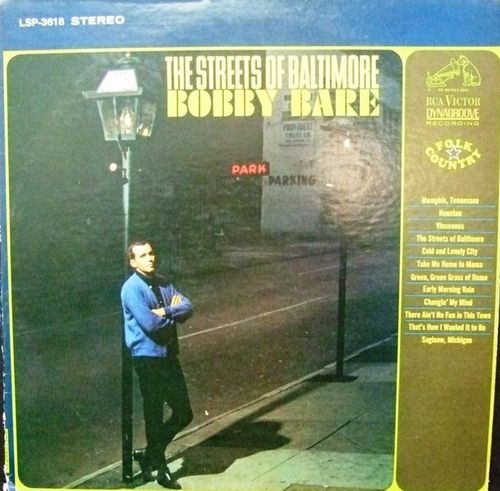 LSP-3618 STEREO
THE STREETS OF BALTIMORE
BOBBY BARE
RCA VICTOR
DYNAGROOVE
RECORDING
FOLK
COUNTRY
PROVIDENT
TRUST CO
PARK
PARKING
Memphis, Tennessee
Houston
Vincennes
The Streets of Baltimore
Cold and Lonely City
Take Me Home to Mama
Green, Green Grass of Home
Early Morning Rain
Changin' My Mind
There Ain't No Fun in This Town
That's How I Wanted It to Be
Saginaw, Michigan